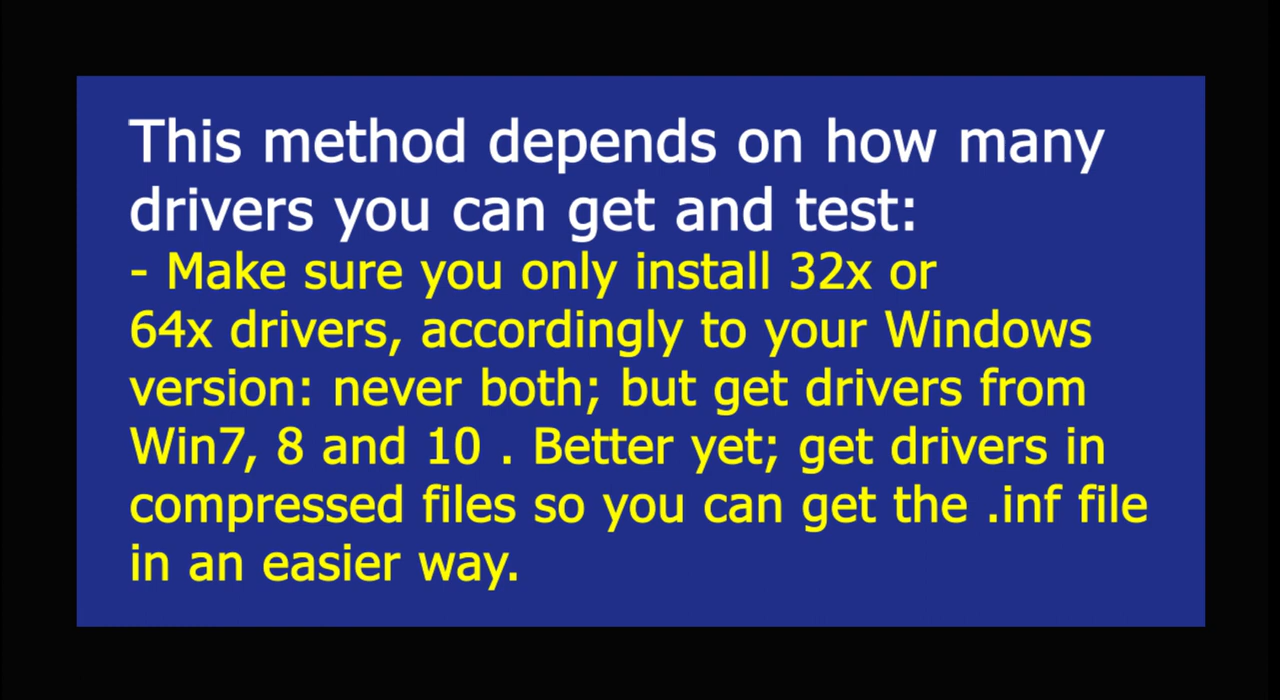 This method depends on how many
drivers you can get and test:
- Make sure you only install 32x or
64x drivers, accordingly to your Windows
version: never both; but get drivers from
Win7, 8 and 10 . Better yet; get drivers in
compressed files so you can get the .inf file
in an easier way.